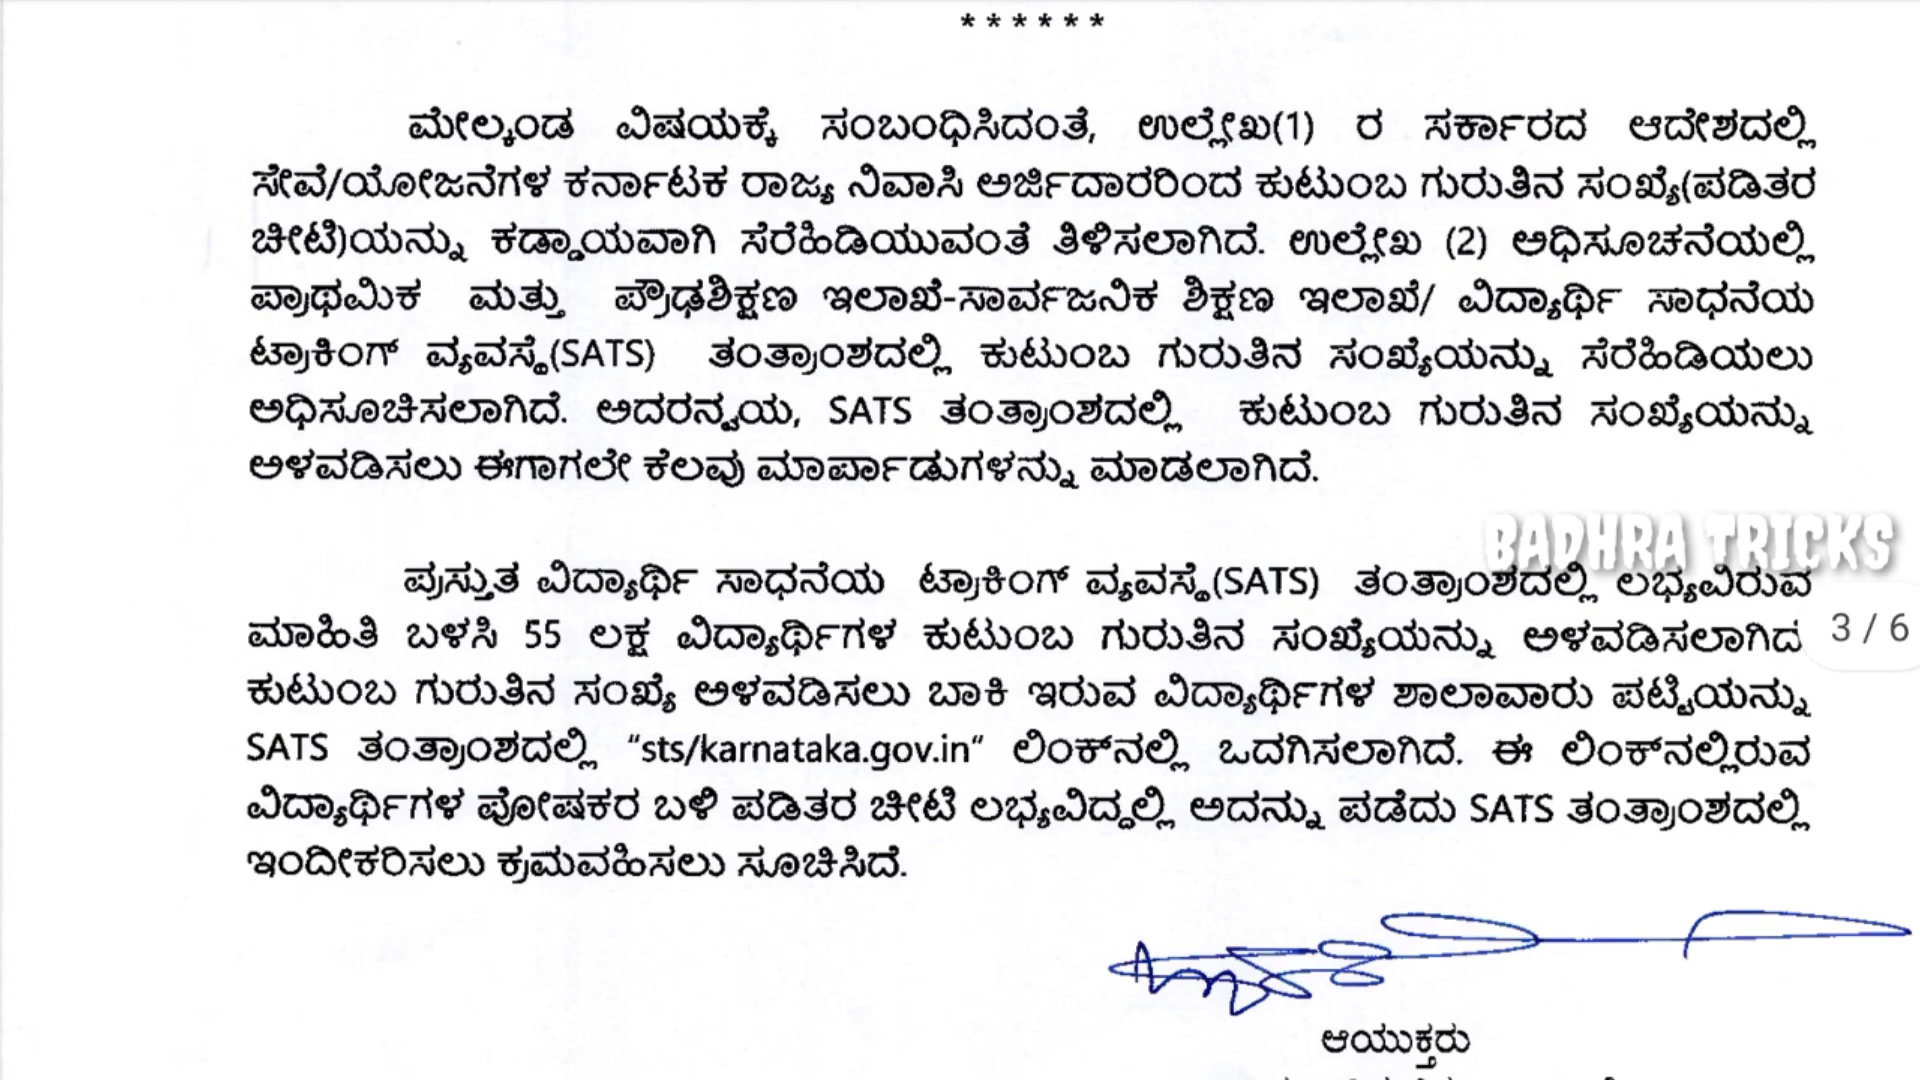 ******
ಮೇಲ್ಕಂಡ ವಿಷಯಕ್ಕೆ ಸಂಬಂಧಿಸಿದಂತೆ, ಉಲ್ಲೇಖ(1) ರ ಸರ್ಕಾರದ ಆದೇಶದಲ್ಲಿ
ಸೇವೆ/ಯೋಜನೆಗಳ ಕರ್ನಾಟಕ ರಾಜ್ಯ ನಿವಾಸಿ ಅರ್ಜಿದಾರರಿಂದ ಕುಟುಂಬ ಗುರುತಿನ ಸಂಖ್ಯೆ(ಪಡಿತರ
ಚೀಟಿ)ಯನ್ನು ಕಡ್ಡಾಯವಾಗಿ ಸೆರೆಹಿಡಿಯುವಂತೆ ತಿಳಿಸಲಾಗಿದೆ. ಉಲ್ಲೇಖ (2) ಅಧಿಸೂಚನೆಯಲ್ಲಿ
ಪ್ರಾಥಮಿಕ ಮತ್ತು ಪ್ರೌಢಶಿಕ್ಷಣ ಇಲಾಖೆ-ಸಾರ್ವಜನಿಕ ಶಿಕ್ಷಣ ಇಲಾಖೆ/ ವಿದ್ಯಾರ್ಥಿ ಸಾಧನೆಯ
ಟ್ರಾಕಿಂಗ್ ವ್ಯವಸ್ಥೆ(SATS) ತಂತ್ರಾಂಶದಲ್ಲಿ ಕುಟುಂಬ ಗುರುತಿನ ಸಂಖ್ಯೆಯನ್ನು ಸೆರೆಹಿಡಿಯಲು
ಅಧಿಸೂಚಿಸಲಾಗಿದೆ. ಅದರನ್ವಯ, SATS ತಂತ್ರಾಂಶದಲ್ಲಿ ಕುಟುಂಬ ಗುರುತಿನ ಸಂಖ್ಯೆಯನ್ನು
ಅಳವಡಿಸಲು ಈಗಾಗಲೇ ಕೆಲವು ಮಾರ್ಪಾಡುಗಳನ್ನು ಮಾಡಲಾಗಿದೆ.
BADHRA TRICKS
ಪ್ರಸ್ತುತ ವಿದ್ಯಾರ್ಥಿ ಸಾಧನೆಯ ಟ್ರಾಕಿಂಗ್ ವ್ಯವಸ್ಥೆ(SATS) ತಂತ್ರಾಂಶದಲ್ಲಿ ಲಭ್ಯವಿರುವ
ಮಾಹಿತಿ ಬಳಸಿ 55 ಲಕ್ಷ ವಿದ್ಯಾರ್ಥಿಗಳ ಕುಟುಂಬ ಗುರುತಿನ ಸಂಖ್ಯೆಯನ್ನು ಅಳವಡಿಸಲಾಗಿದೆ 3 / 6
ಕುಟುಂಬ ಗುರುತಿನ ಸಂಖ್ಯೆ ಅಳವಡಿಸಲು ಬಾಕಿ ಇರುವ ವಿದ್ಯಾರ್ಥಿಗಳ ಶಾಲಾವಾರು ಪಟ್ಟಿಯನ್ನು
SATS ತಂತ್ರಾಂಶದಲ್ಲಿ “sts/karnataka.gov.in“ ಲಿಂಕ್‌ನಲ್ಲಿ ಒದಗಿಸಲಾಗಿದೆ. ಈ ಲಿಂಕ್‌ನಲ್ಲಿರುವ
ವಿದ್ಯಾರ್ಥಿಗಳ ಪೋಷಕರ ಬಳಿ ಪಡಿತರ ಚೀಟಿ ಲಭ್ಯವಿದ್ದಲ್ಲಿ ಅದನ್ನು ಪಡೆದು SATS ತಂತ್ರಾಂಶದಲ್ಲಿ
ಇಂದೀಕರಿಸಲು ಕ್ರಮವಹಿಸಲು ಸೂಚಿಸಿದೆ.
ಆಯುಕ್ತರು